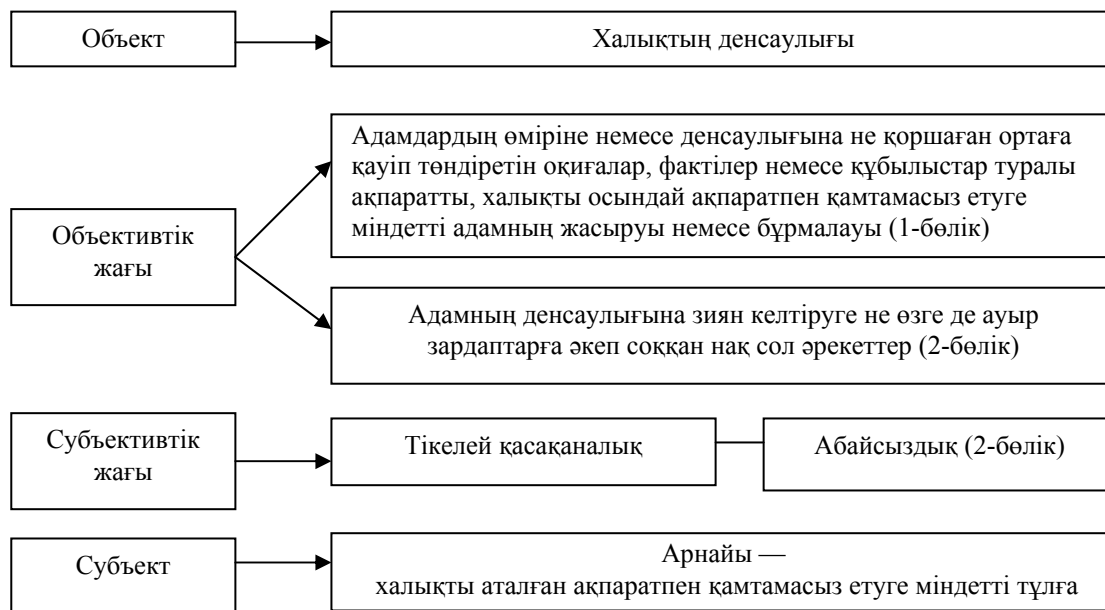 Объект
Халықтың денсаулығы
Объективтік
жағы
Адамдардың өміріне немесе денсаулығына не қоршаған ортаға
қауіп төндіретін оқиғалар, фактілер немесе құбылыстар туралы
ақпаратты, халықты осындай ақпаратпен қамтамасыз етуге
міндетті адамның жасыруы немесе бұрмалауы (1-бөлік)
Адамның денсаулығына зиян келтіруге не өзге де ауыр
зардаптарға әкеп соққан нақ сол әрекеттер (2-бөлік)
Субъективтік
жағы
Тікелей қасақаналық
Абайсыздық (2-бөлік)
Субъект
Арнайы —
халықты аталған ақпаратпен қамтамасыз етуге міндетті тұлға